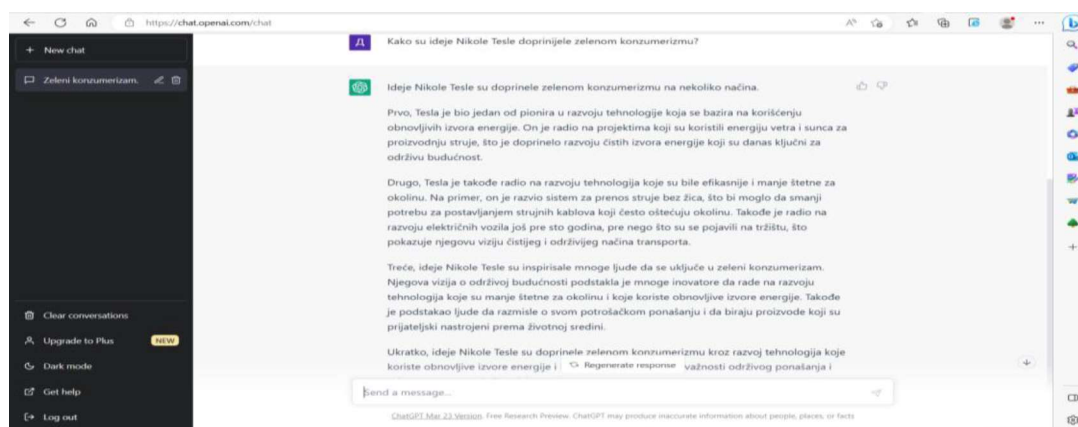 https://chat.openai.com/chat
+ New chat
Zeleni konzumerizam.
Clear conversations
Upgrade to Plus NEW
Dark mode
Get help
Log out
Д Kako su ideje Nikole Tesle doprinijele zelenom konzumerizmu?
Ideje Nikole Tesle su doprinele zelenom konzumerizmu na nekoliko načina.
Prvo, Tesla je bio jedan od pionira u razvoju tehnologije koja se bazira na korišćenju
obnovljivih izvora energije. On je radio na projektima koji su koristili energiju vetra i sunca za
proizvodnju struje, što je doprinelo razvoju čistih izvora energije koji su danas ključni za
održivu budućnost.
Drugo, Tesla je takođe radio na razvoju tehnologija koje su bile efikasnije i manje štetne za
okolinu. Na primer, on je razvio sistem za prenos struje bez žica, što bi moglo da smanji
potrebu za postavljanjem strujnih kablova koji često oštećuju okolinu. Takođe je radio na
razvoju električnih vozila još pre sto godina, pre nego što su se pojavili na tržištu, što
pokazuje njegovu viziju čistijeg i održivijeg načina transporta.
Treće, ideje Nikole Tesle su inspirisale mnoge ljude da se uključe u zeleni konzumerizam.
Njegova vizija o održivoj budućnosti podstakla je mnoge inovatore da rade na razvoju
tehnologija koje su manje štetne za okolinu i koje koriste obnovljive izvore energije. Takođe
je podstakao ljude da razmisle o svom potrošačkom ponašanju i da biraju proizvode koji su
prijateljski nastrojeni prema životnoj sredini.
Ukratko, ideje Nikole Tesle su doprinele zelenom konzumerizmu kroz razvoj tehnologija koje
koriste obnovljive izvore energije i Regenerate response važnosti održivog ponašanja i
Send a message...
ChatGPT Mar 23 Version. Free Research Preview. ChatGPT may produce inaccurate information about people, places, or facts